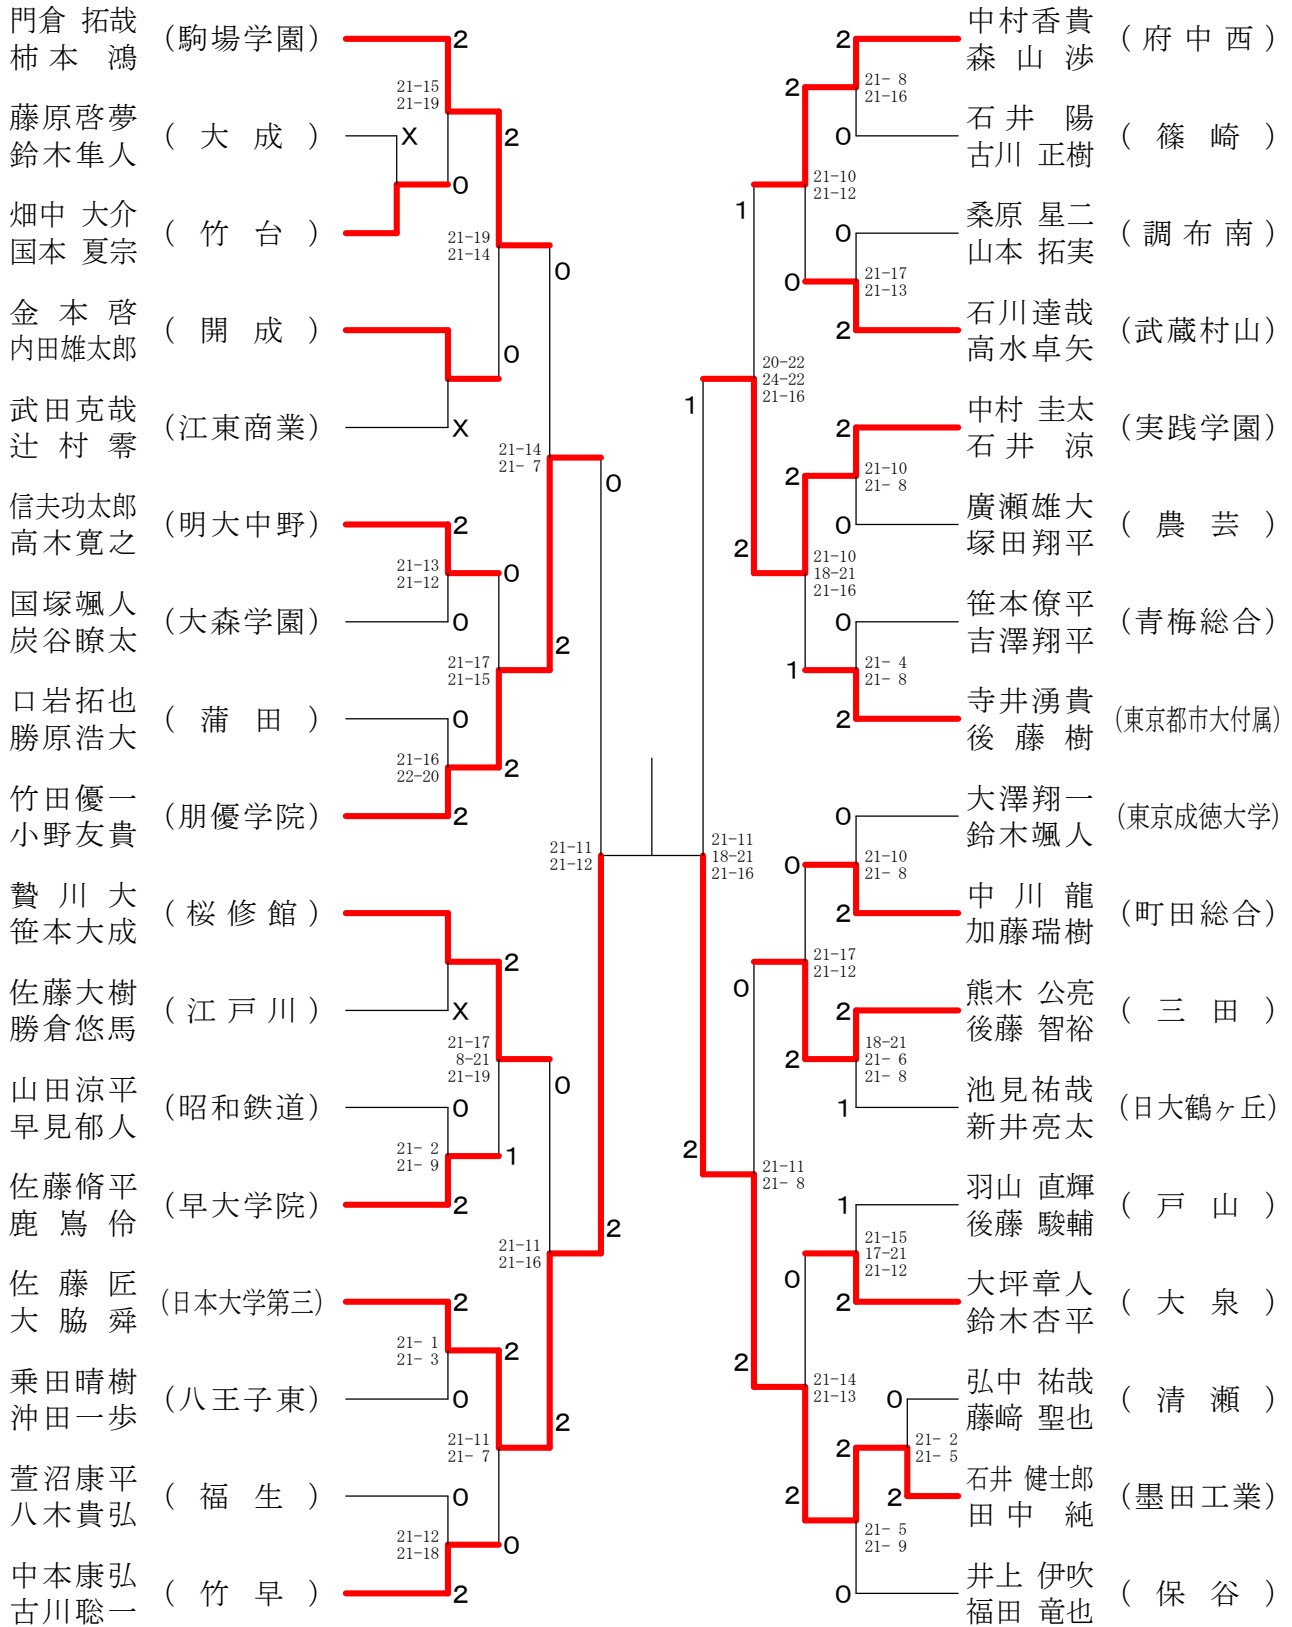 門倉 拓哉
柿本 鴻
(駒場学園)
2
21-15
21-19
藤原啓夢
鈴木隼人
(大成)
X
2
0
畑中 大介
国本 夏宗
(竹台)
21-19
21-14
0
金本 啓
内田雄太郎
(開成)
0
武田克哉
辻村 零
(江東商業)
X
21-14
21- 7
0
信夫功太郎
高木寛之
(明大中野)
2
21-13
21-12
0
国塚颯人
炭谷瞭太
(大森学園)
0
2
21-17
21-15
口岩拓也
勝原浩大
(蒲田)
0
21-16
22-20
2
竹田優一
小野友貴
(朋優学院)
2
21-11
21-12
贄川 大
笹本大成
(桜修館)
2
佐藤大樹
勝倉悠馬
(江戸川)
X
21-17
8-21
21-19
0
山田涼平
早見郁人
(昭和鉄道)
0
21- 2
21- 9
1
佐藤脩平
鹿嶌 伶
(早大学院)
2
2
21-11
21-16
佐藤 匠
大脇 舜
(日本大学第三)
2
21- 1
21- 3
2
乗田晴樹
沖田一歩
(八王子東)
0
2
21-11
21- 7
萱沼康平
八木貴弘
(福生)
0
21-12
21-18
0
中本康弘
古川聡一
(竹早)
2
中村香貴
森山 渉
(府中西)
2
2
21- 8
21-16
石井 陽
古川 正樹
(篠崎)
0
21-10
21-12
1
桑原 星二
山本 拓実
(調布南)
0
0
21-17
21-13
石川達哉
高水卓矢
(武蔵村山)
2
20-22
24-22
21-16
1
中村 圭太
石井 涼
(実践学園)
2
2
21-10
21- 8
廣瀬雄大
塚田翔平
(農芸)
0
2
21-10
18-21
21-16
笹本僚平
吉澤翔平
(青梅総合)
0
1
21- 4
21- 8
寺井湧貴
後藤 樹
(東京都市大付属)
2
大澤翔一
鈴木颯人
(東京成徳大学)
0
21-11
18-21
21-16
0
21-10
21- 8
中川 龍
加藤瑞樹
(町田総合)
2
21-17
21-12
0
熊木 公亮
後藤 智裕
(三田)
2
2
18-21
21- 6
21- 8
池見祐哉
新井亮太
(日大鶴ヶ丘)
1
2
21-11
21- 8
羽山 直輝
後藤 駿輔
(戸山)
1
21-15
17-21
21-12
0
大坪章人
鈴木杏平
(大泉)
2
2
21-14
21-13
弘中 祐哉
藤﨑 聖也
(清瀬)
0
2
21- 2
21- 5
石井 健士郎
田中 純
(墨田工業)
2
2
21- 5
21- 9
井上 伊吹
福田 竜也
(保谷)
0